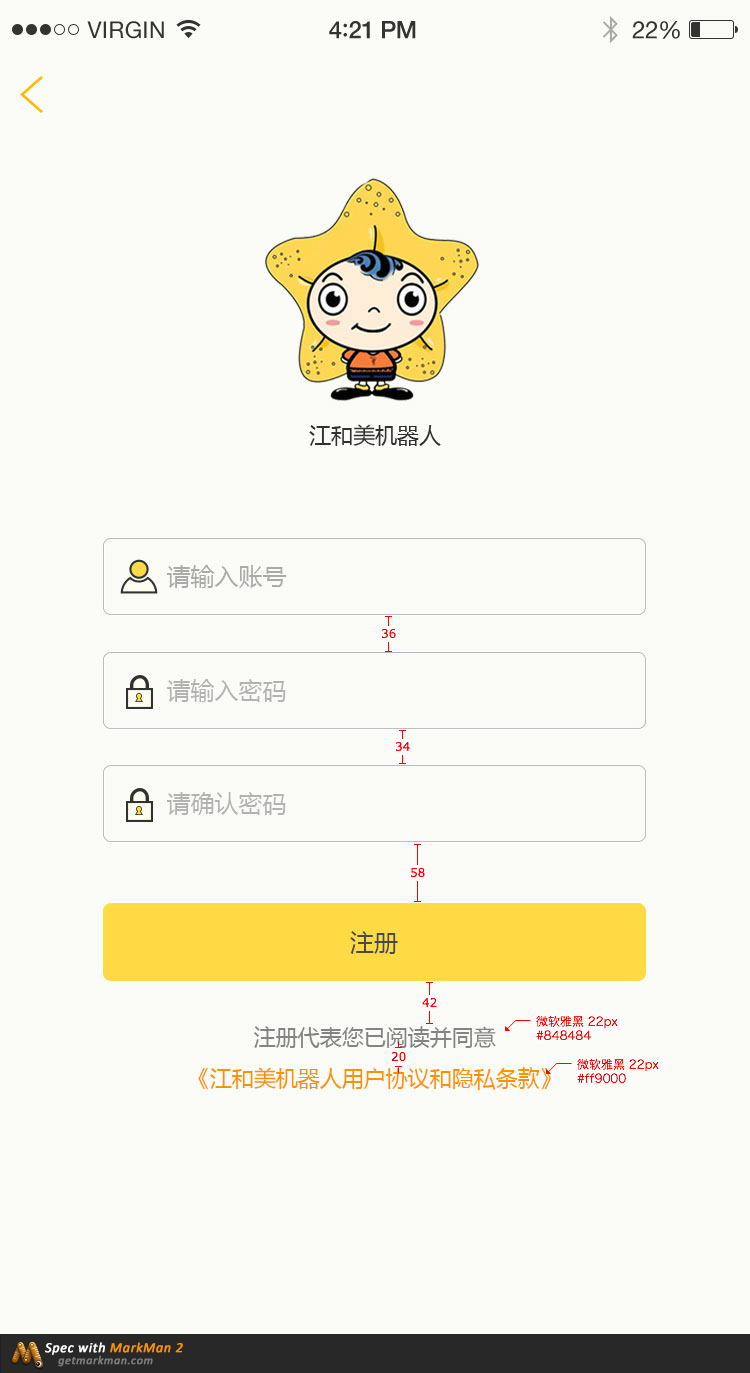 VIRGIN 4:21 PM 22%
江和美机器人
请输入账号
36
请输入密码
34
请确认密码
58
注册
42
注册代表您已阅读并同意
微软雅黑 22px
#848484
20
《江和美机器人用户协议和隐私条款》
微软雅黑 22px
#ff9000
Spec with MarkMan 2
getmarkman.com